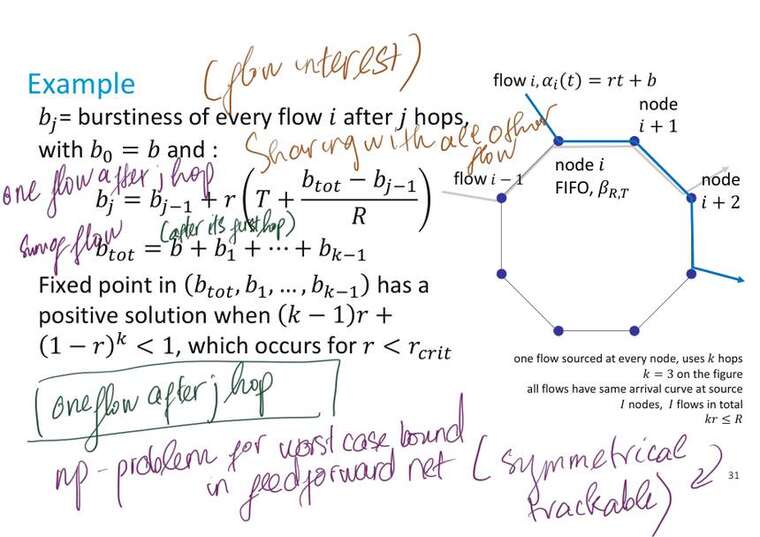 (flow interest)
Example
b_j= burstiness of every flow i after j hops,
with b_0 = b and :
Sharing with all other
flow
one flow after j hop
b_j = b_{j-1} + r (T + (b_tot − b_{j-1})/R)
sum of flow
(after its first hop)
b_tot = b + b_1 + ⋯ + b_{k-1}
Fixed point in (b_tot, b_1, … , b_{k-1}) has a
positive solution when (k − 1)r +
(1 − r)^k < 1, which occurs for r < r_crit
one flow after j hop
np - problem for worst case bound
in feedforward net (symmetrical
trackable)
flow i, α_i(t) = rt + b
node
i + 1
node i
FIFO, β_{R,T}
flow i − 1
node
i + 2
one flow sourced at every node, uses k hops
k = 3 on the figure
all flows have same arrival curve at source
I nodes, I flows in total
kr ≤ R
31